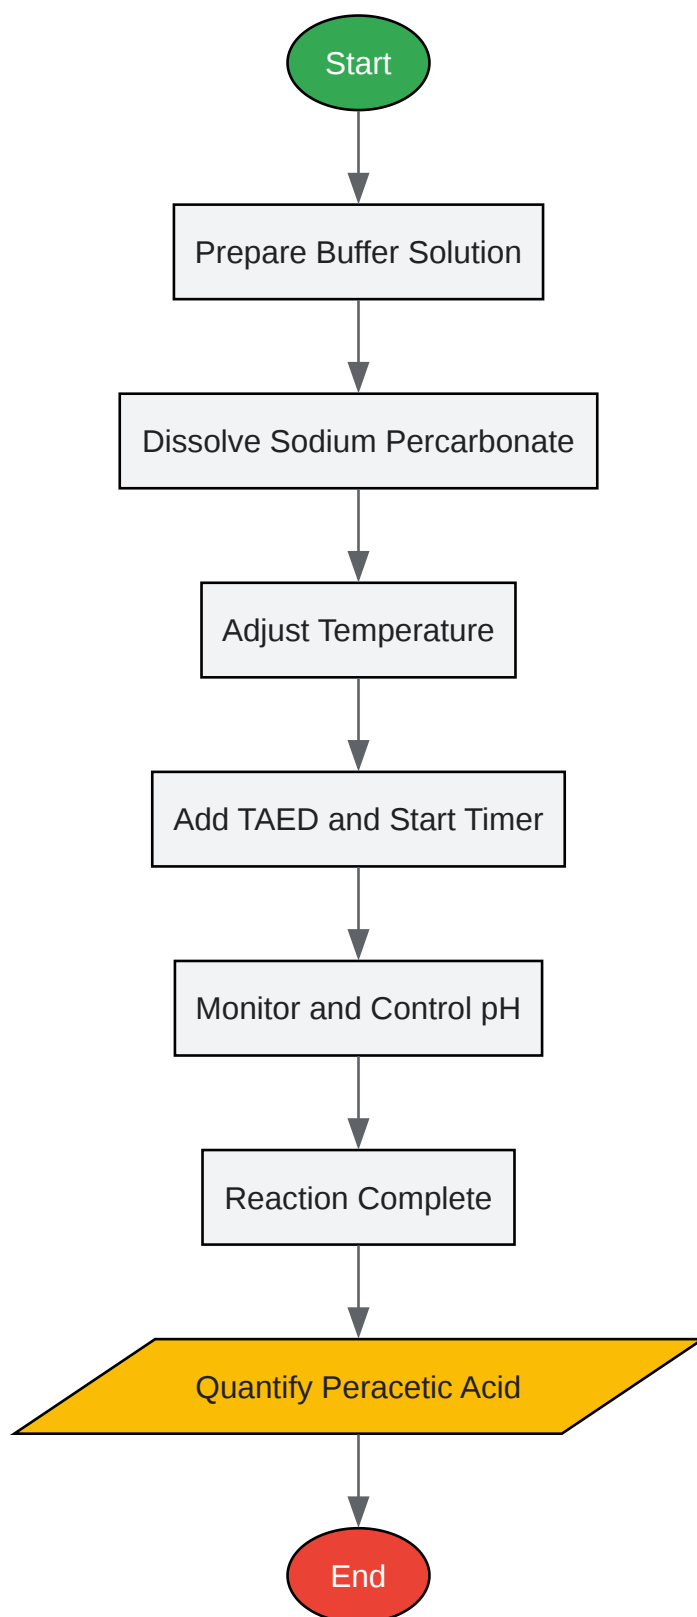 Start
Prepare Buffer Solution
Dissolve Sodium Percarbonate
Adjust Temperature
Add TAED and Start Timer
Monitor and Control pH
Reaction Complete
Quantify Peracetic Acid
End